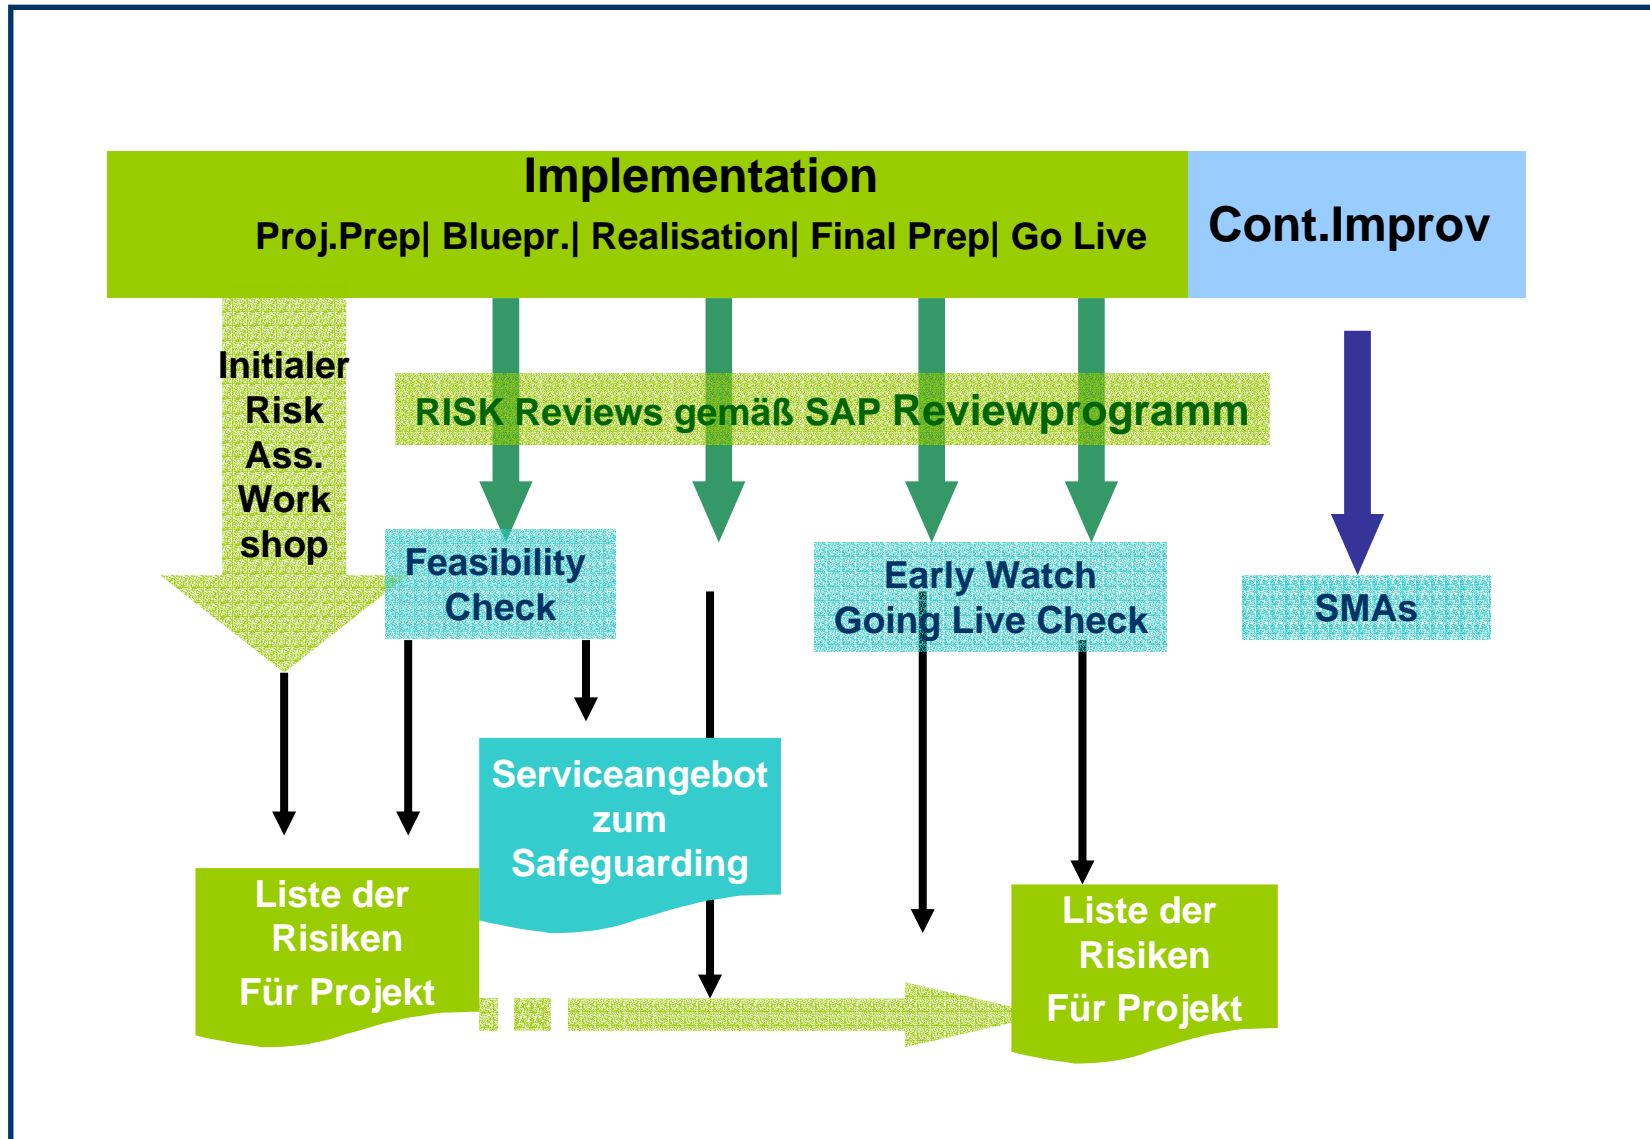 Implementation
Proj.Prep| Bluepr.| Realisation| Final Prep| Go Live
Cont.Improv
Initialer
Risk
Ass.
Work
shop
RISK Reviews gemäß SAP Reviewprogramm
Feasibility
Check
Early Watch
Going Live Check
SMAs
Serviceangebot
zum
Safeguarding
Liste der
Risiken
Für Projekt
Liste der
Risiken
Für Projekt